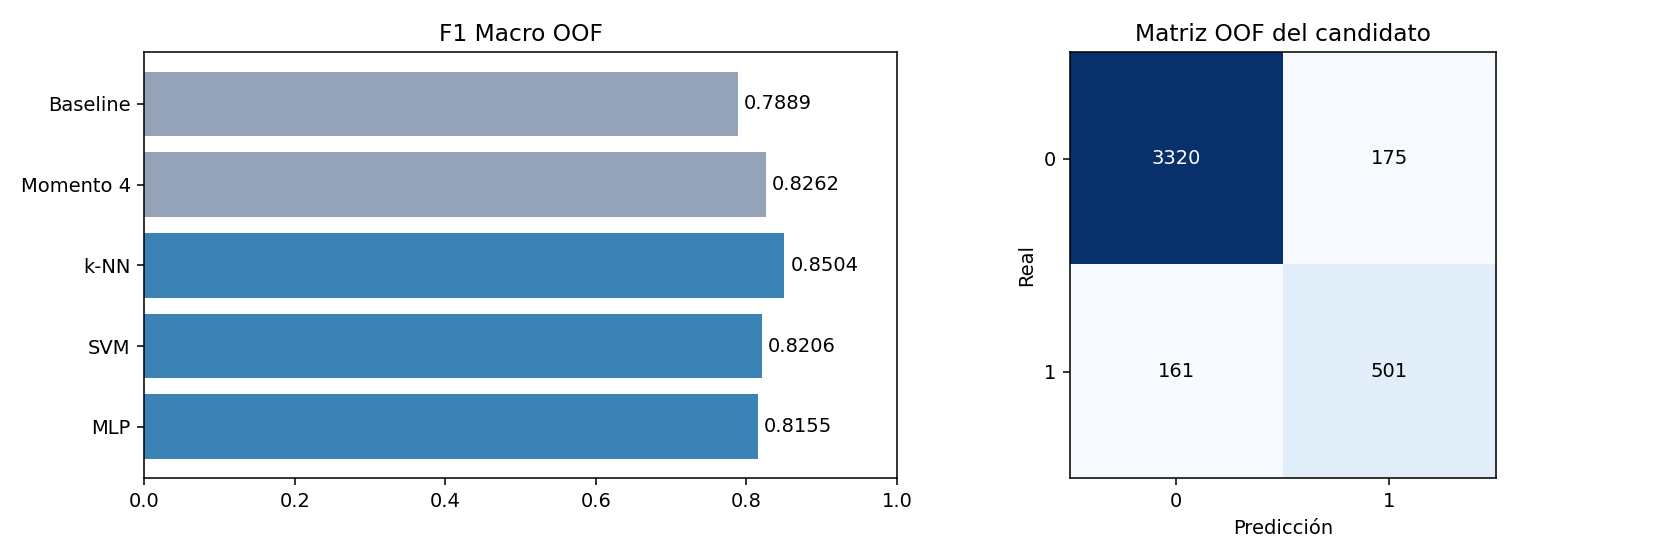 F1 Macro OOF
Baseline
0.7889
Momento 4
0.8262
k-NN
0.8504
SVM
0.8206
MLP
0.8155
0.0 0.2 0.4 0.6 0.8 1.0
Matriz OOF del candidato
Real
0
3320 175
1
161 501
0 1
Predicción